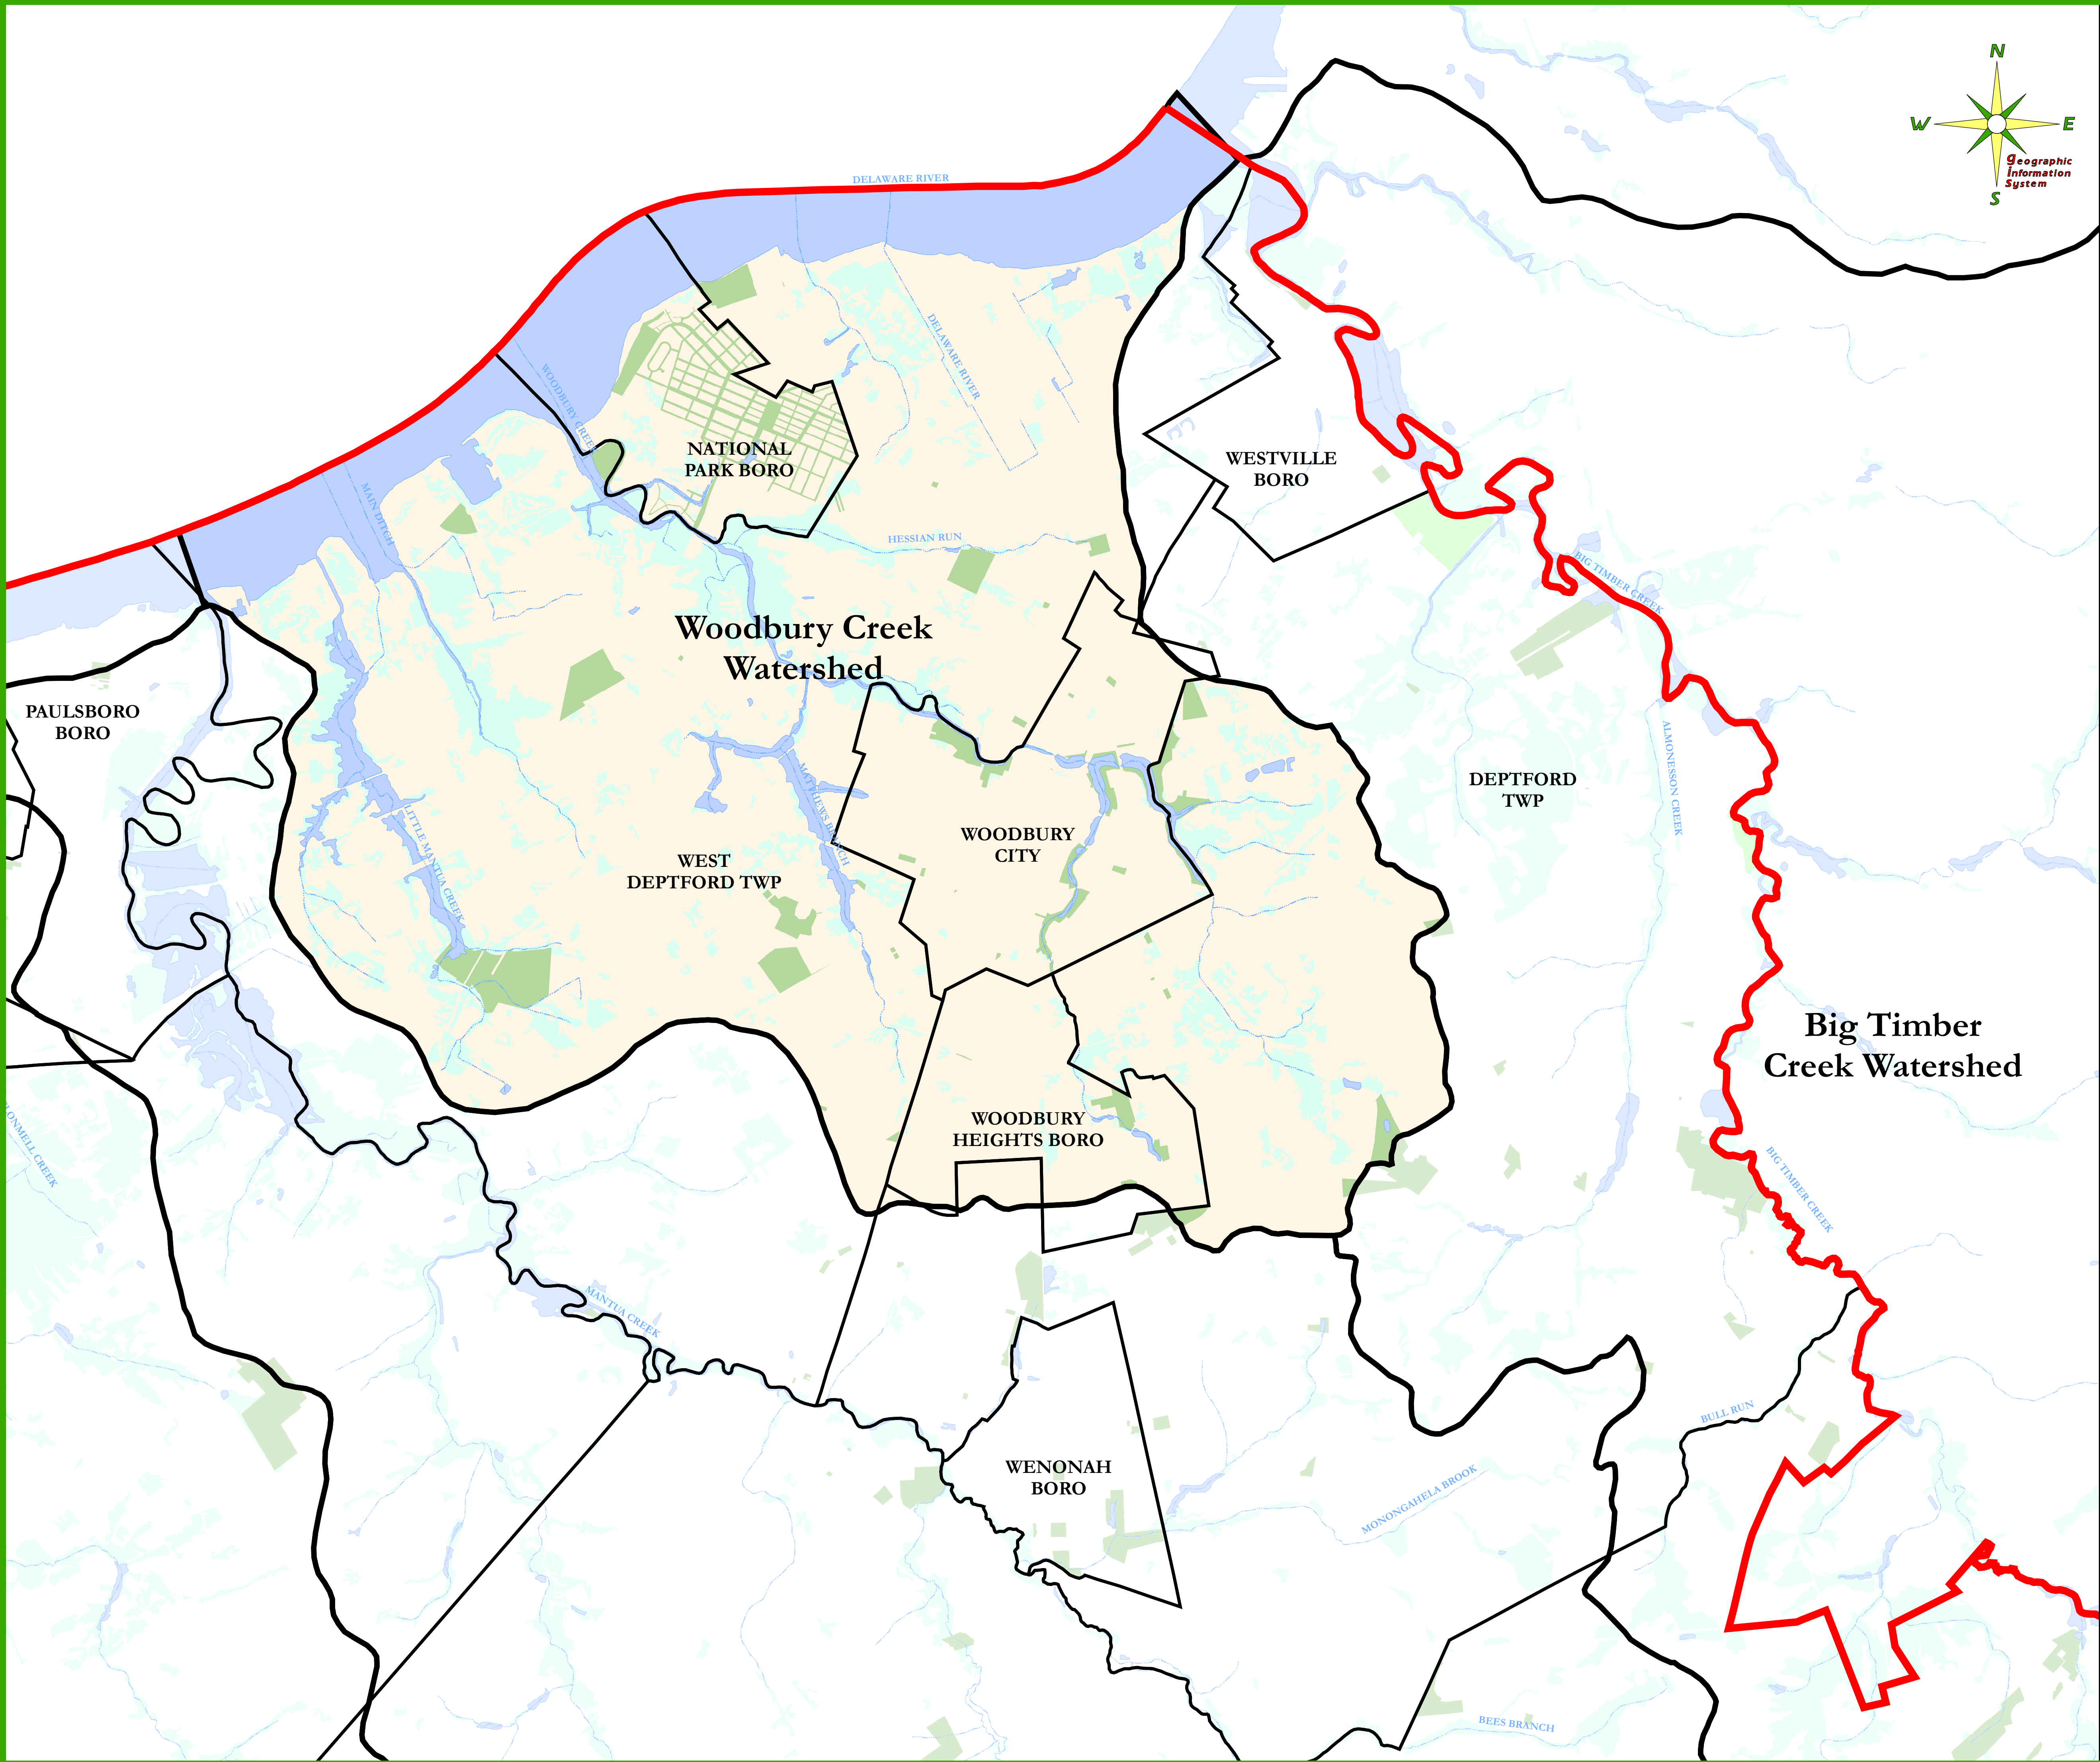 N
W
E
S
geographic
information
System
DELAWARE RIVER
DELAWARE RIVER
WOODBURY CREEK
MAIN DITCH
NATIONAL
PARK BORO
WESTVILLE
BORO
HESSIAN RUN
BIG TIMBER CREEK
Woodbury Creek
Watershed
PAULSBORO
BORO
ALMONESSON CREEK
DEPTFORD
TWP
MATTHEWS BRANCH
LITTLE MANTUA CREEK
WOODBURY
CITY
WEST
DEPTFORD TWP
Big Timber
Creek Watershed
WOODBURY
HEIGHTS BORO
CLONMELL CREEK
BIG TIMBER CREEK
MANTUA CREEK
BULL RUN
WENONAH
BORO
MONONGAHELA BROOK
BEES BRANCH